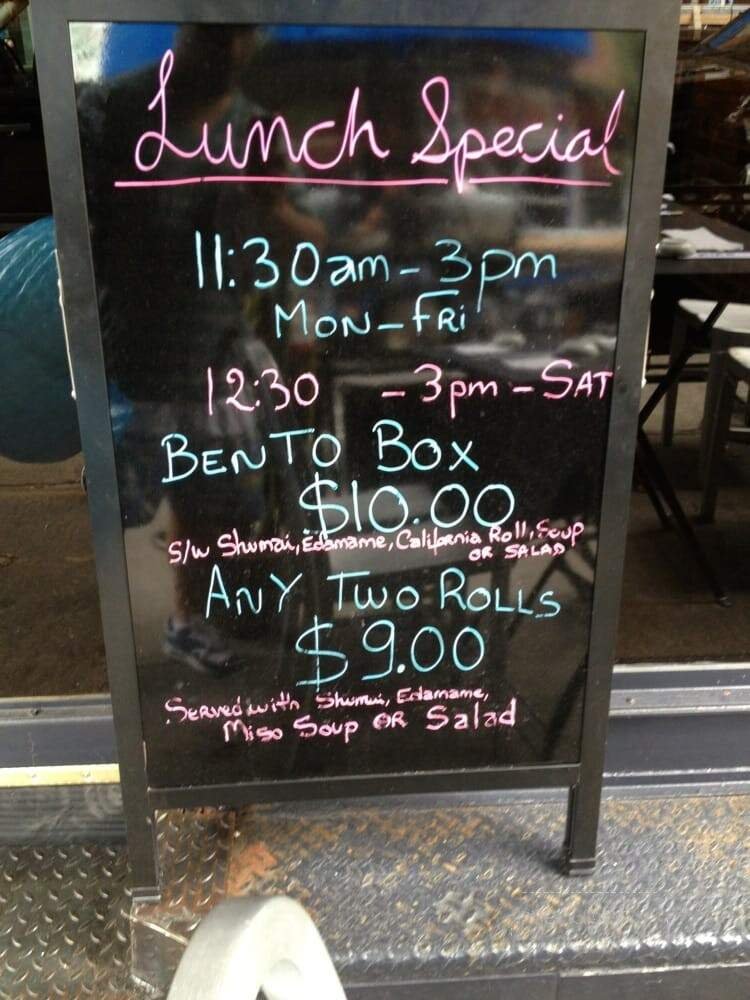 Lunch Special
11:30am - 3pm
MON - FRi
12:30 - 3pm - SAT
BENTO BOX
$10.00
S/w Shumai, Edamame, California Roll, Soup
OR SALAD
ANY TWO ROLLS
$9.00
Served with Shumai, Edamame,
Miso Soup OR Salad